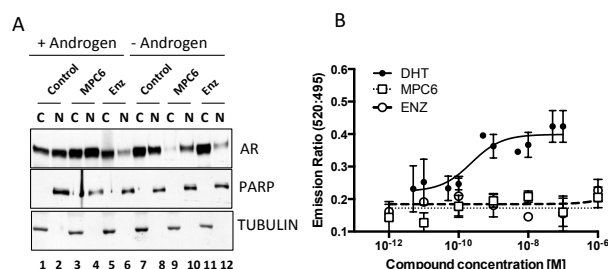 A
+ Androgen - Androgen
Control MPC6 Enz Control MPC6 Enz
C N C N C N C N C N C N
AR
PARP
TUBULIN
1 2 3 4 5 6 7 8 9 10 11 12
B
Emission Ratio (520:495)
0.6
0.5
0.4
0.3
0.2
0.1
DHT
MPC6
ENZ
10-12 10-10 10-8 10-6
Compound concentration [M]